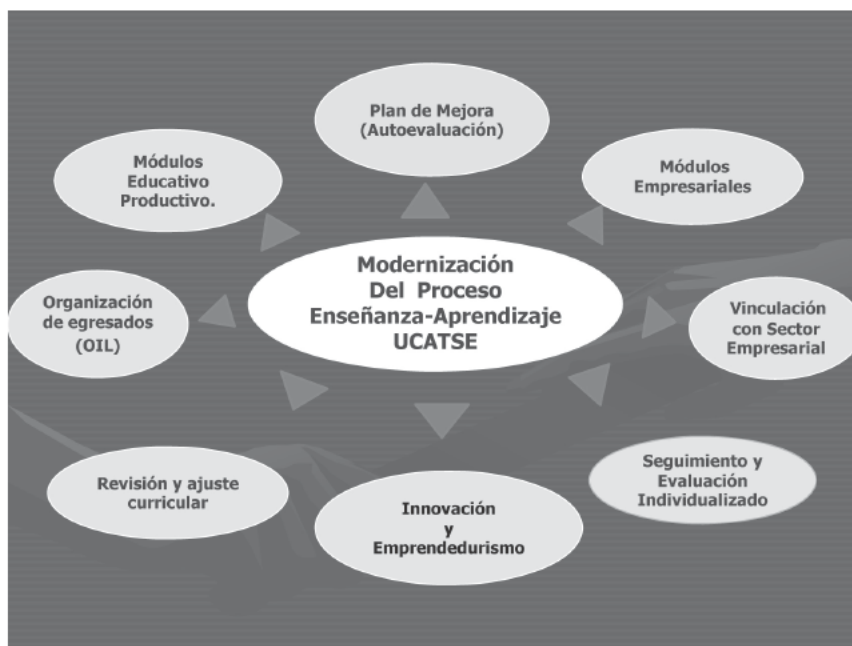 Plan de Mejora
(Autoevaluación)
Módulos
Educativo
Productivo.
Módulos
Empresariales
Modernización
Del Proceso
Enseñanza-Aprendizaje
UCATSE
Organización
de egresados
(OIL)
Vinculación
con Sector
Empresarial
Revisión y ajuste
curricular
Innovación
y
Emprendedurismo
Seguimiento y
Evaluación
Individualizado